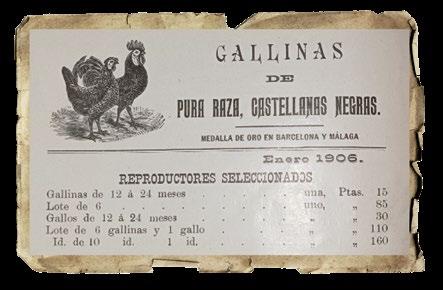 GALLINAS
DE
PURA RAZA, CASTELLANAS NEGRAS.
MEDALLA DE ORO EN BARCELONA Y MÁLAGA
Enero 1906.
REPRODUCTORES SELECCIONADOS
Gallinas de 12 á 24 meses . . . . . . una, Ptas. 15
Lote de 6 . . . . . . . . . uno, „ 85
Gallos de 12 á 24 meses . . . . . . „ „ 30
Lote de 6 gallinas y 1 gallo . . . . . „ „ 110
Id. de 10 id. 1 id. . . . . . „ „ 160